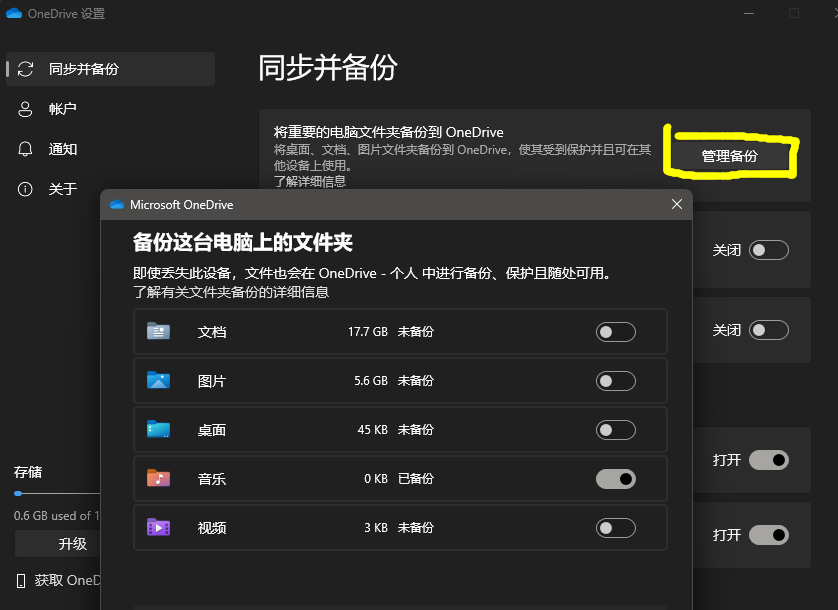 OneDrive 设置
同步并备份
帐户
通知
关于
同步并备份
将重要的电脑文件夹备份到 OneDrive
将桌面、文档、图片文件夹备份到 OneDrive，使其受到保护并且可在其
他设备上使用。
了解详细信息
管理备份
关闭
关闭
打开
打开
Microsoft OneDrive
备份这台电脑上的文件夹
即使丢失此设备，文件也会在 OneDrive - 个人 中进行备份、保护且随处可用。
了解有关文件夹备份的详细信息
文档 17.7 GB 未备份
图片 5.6 GB 未备份
桌面 45 KB 未备份
音乐 0 KB 已备份
视频 3 KB 未备份
存储
0.6 GB used of
升级
获取 OneD